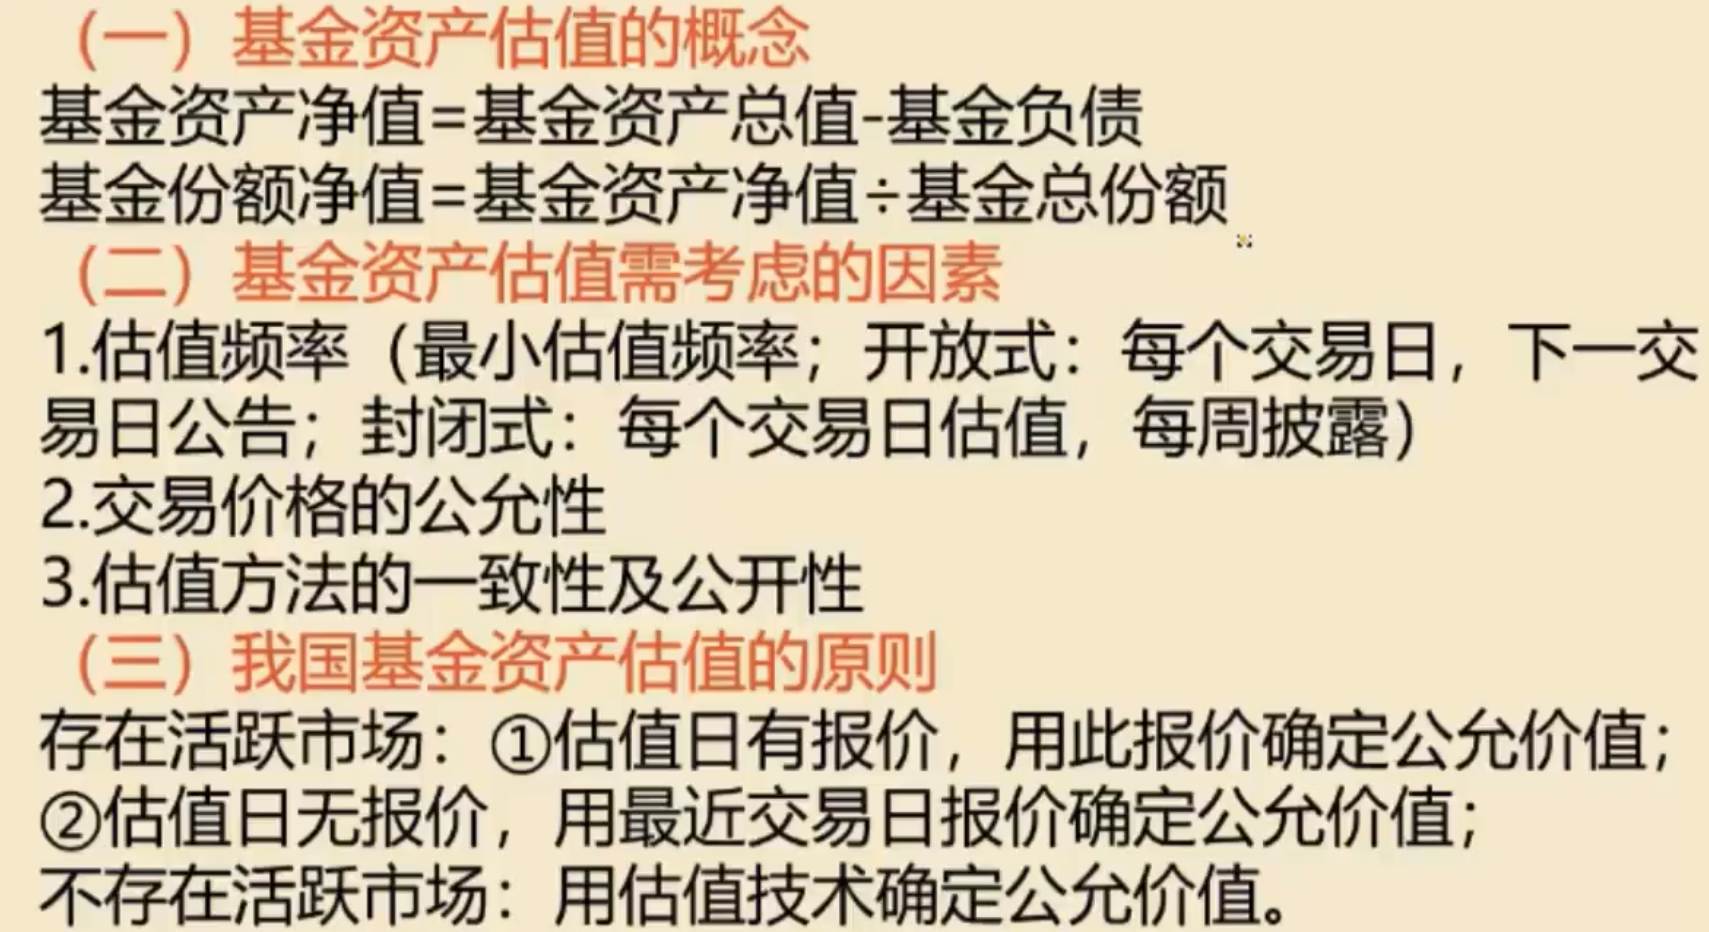 （一）基金资产估值的概念
基金资产净值=基金资产总值-基金负债
基金份额净值=基金资产净值÷基金总份额
（二）基金资产估值需考虑的因素
1.估值频率（最小估值频率；开放式：每个交易日，下一交
易日公告；封闭式：每个交易日估值，每周披露）
2.交易价格的公允性
3.估值方法的一致性及公开性
（三）我国基金资产估值的原则
存在活跃市场：①估值日有报价，用此报价确定公允价值；
②估值日无报价，用最近交易日报价确定公允价值；
不存在活跃市场：用估值技术确定公允价值。